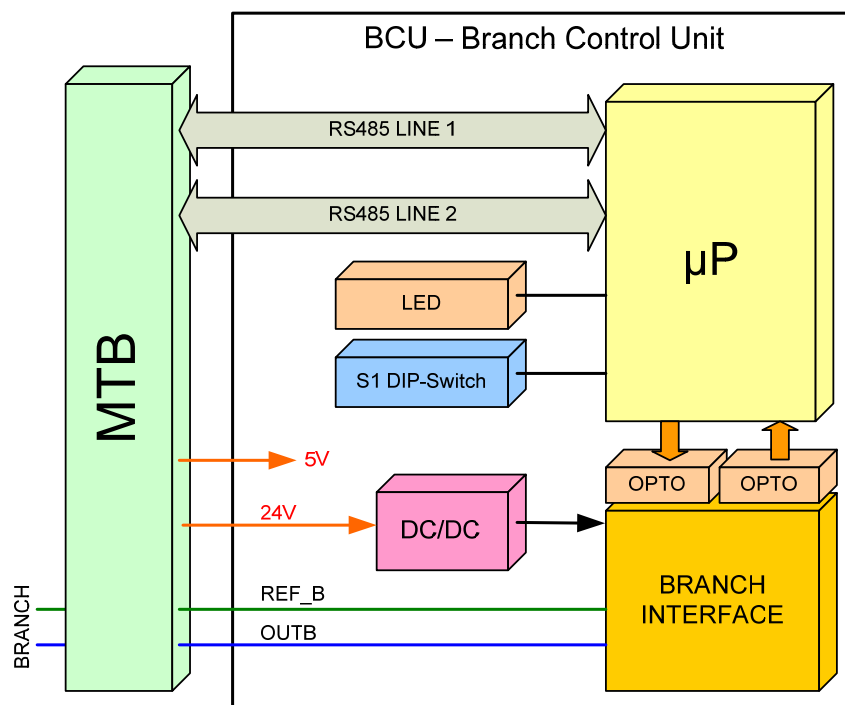 BCU – Branch Control Unit
RS485 LINE 1
RS485 LINE 2
MTB
µP
LED
S1 DIP-Switch
5V
OPTO
OPTO
24V
DC/DC
BRANCH
INTERFACE
REF_B
OUTB
BRANCH